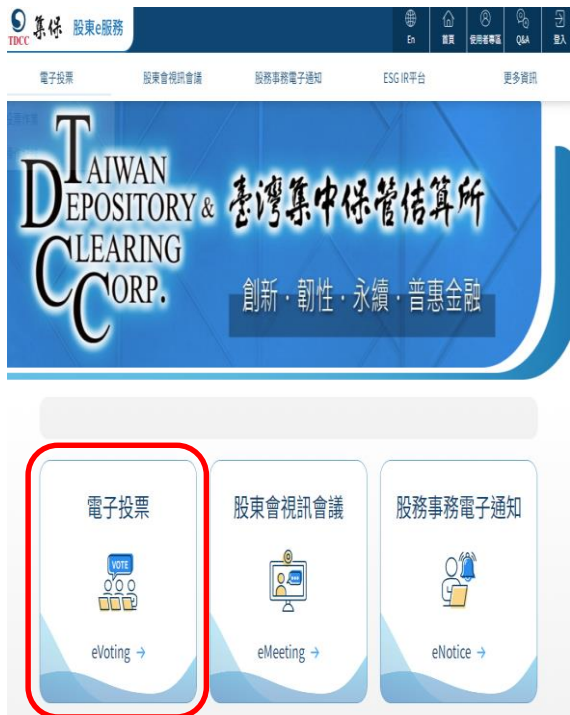 TDCC 集保 股東e服務
En 首頁 使用者專區 Q&A 登入
電子投票 股東會視訊會議 股務事務電子通知 ESG IR平台 更多資訊
TAIWAN
DEPOSITORY &
CLEARING
CORP.
臺灣集中保管結算所
創新 · 韌性 · 永續 · 普惠金融
電子投票
VOTE
eVoting →
股東會視訊會議
eMeeting →
股務事務電子通知
eNotice →